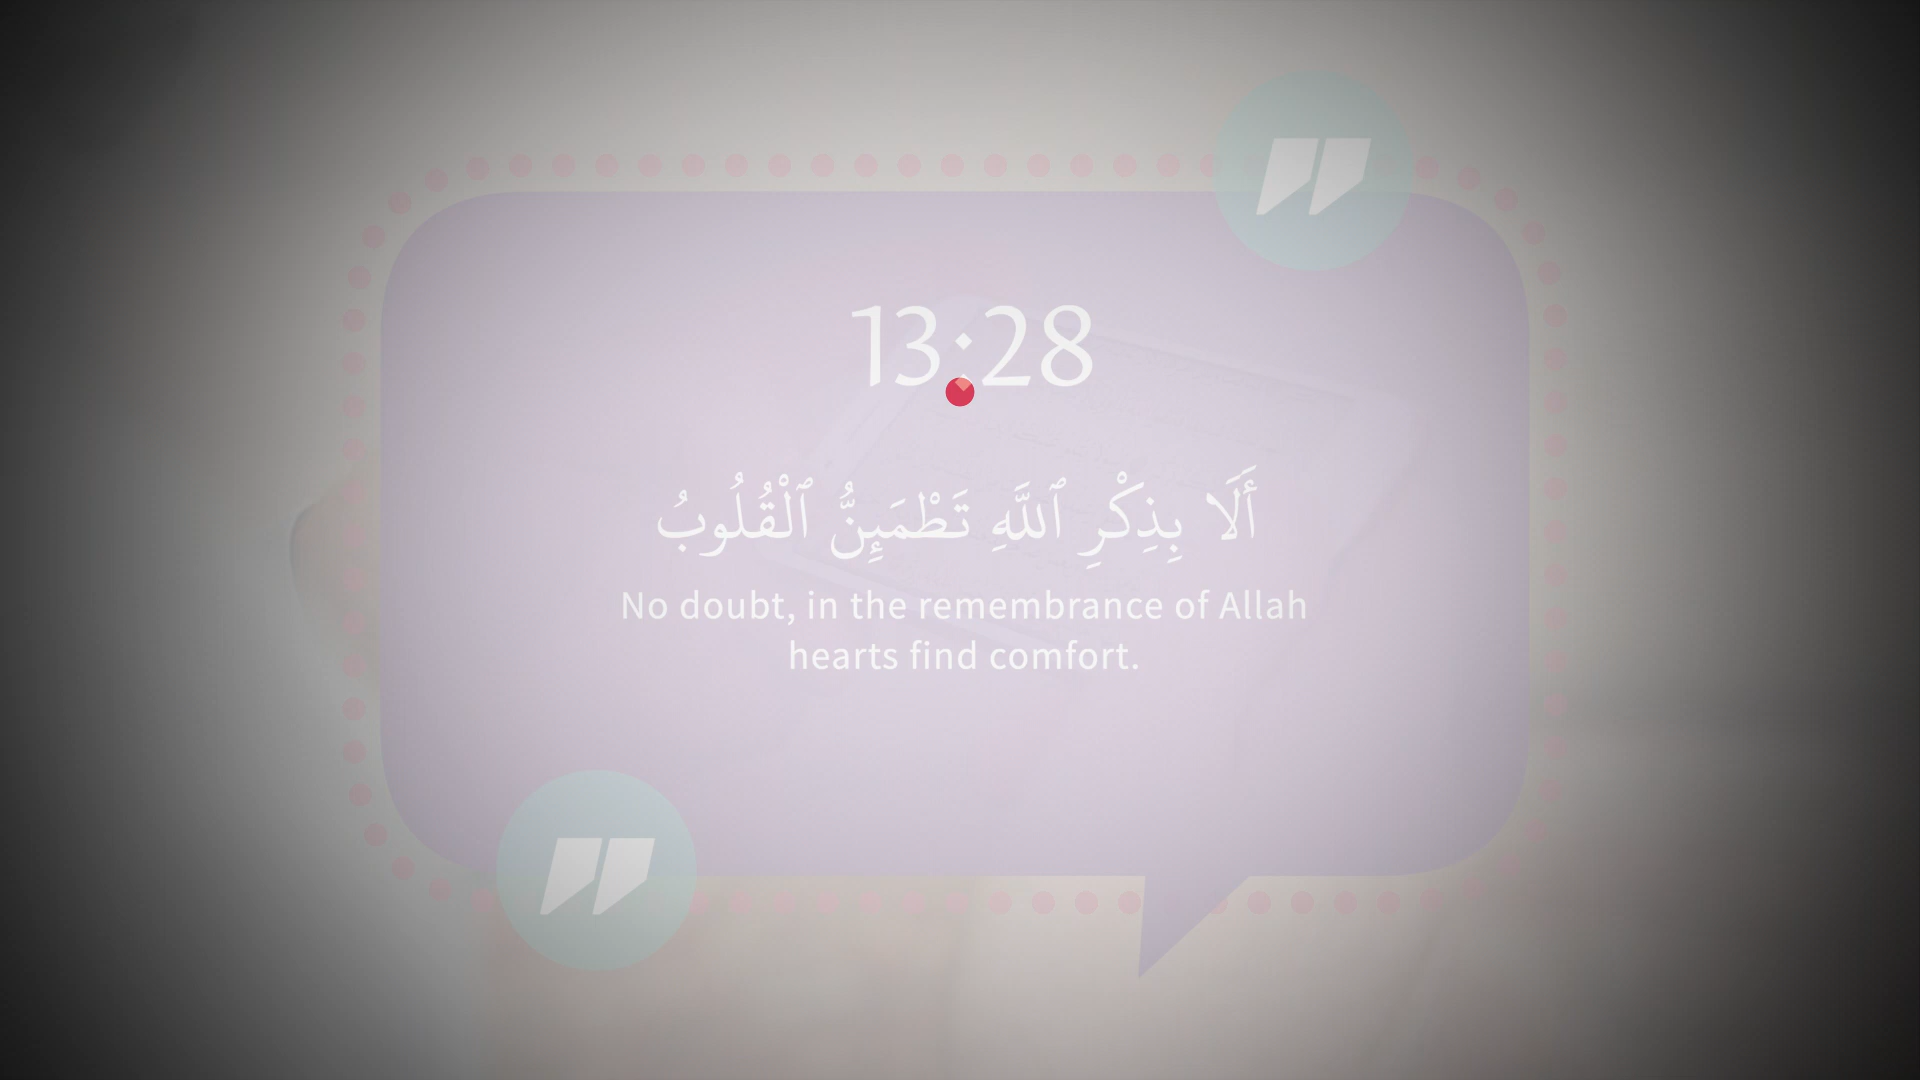 13:28
أَلَا بِذِكْرِ ٱللَّهِ تَطْمَئِنُّ ٱلْقُلُوبُ
No doubt, in the remembrance of Allah
hearts find comfort.